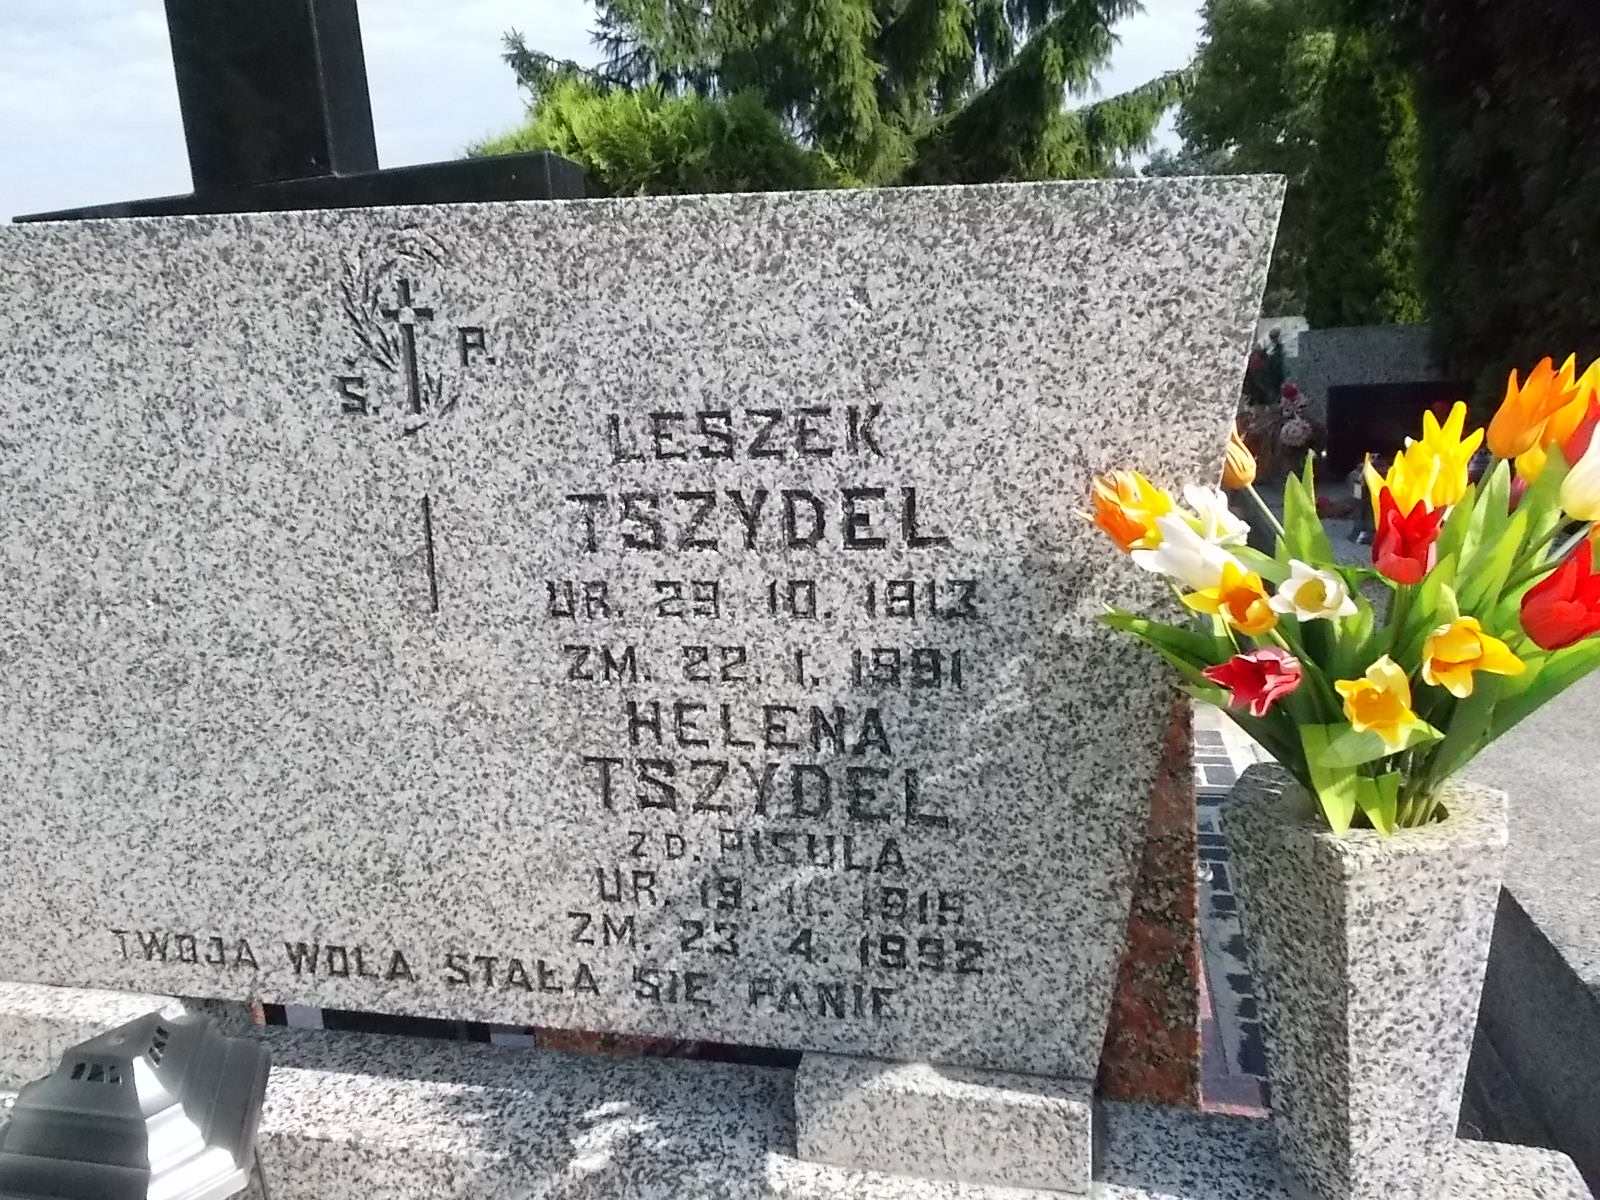 S. P.
LESZEK
TSZYDEL
UR. 29. 10. 1913
ZM. 22. 1. 1991
HELENA
TSZYDEL
ZD. PISULA
UR. 19. 11. 1915
ZM. 23. 4. 1992
TWOJA WOLA STAŁA SIE PANIE